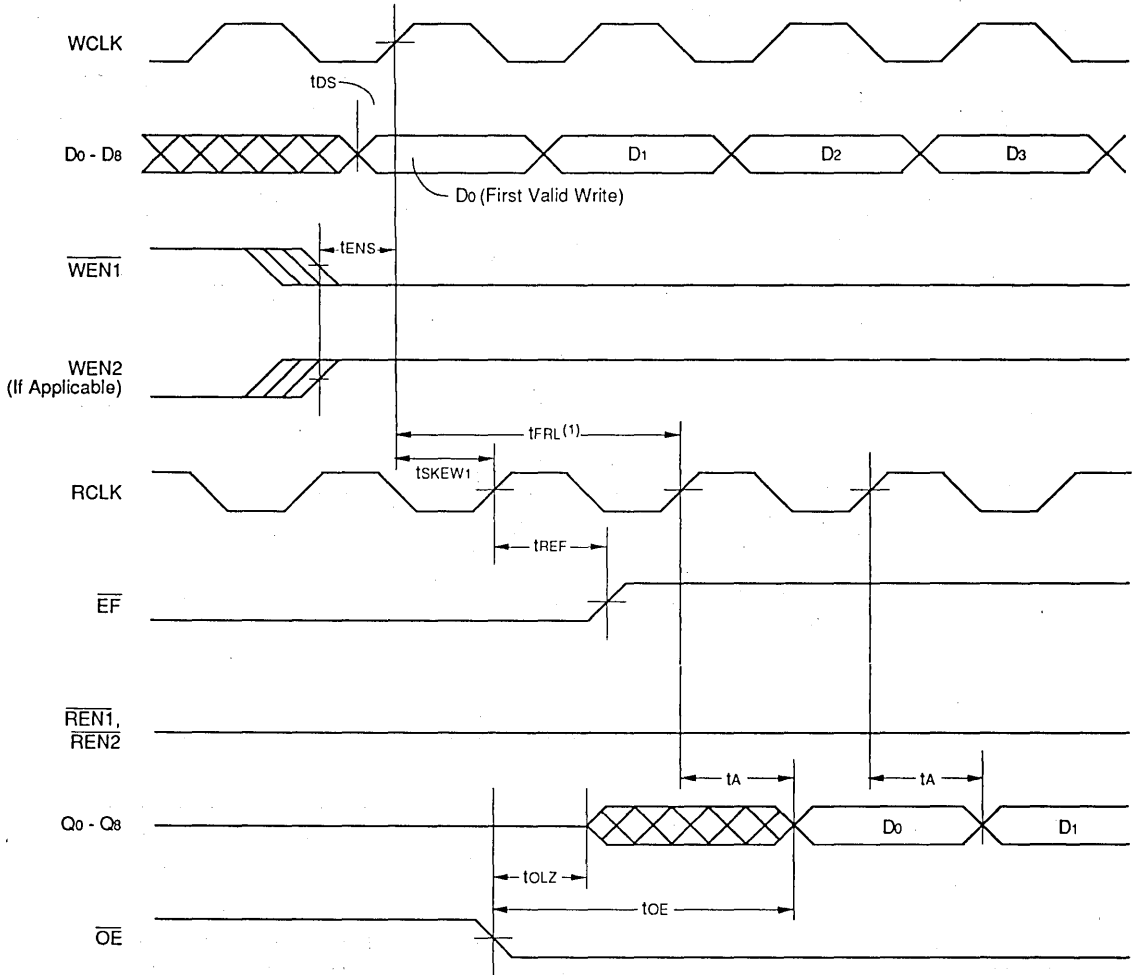 WCLK
tDS
D0 - D8
D1
D2
D3
D0 (First Valid Write)
tENS
WEN1
WEN2
(If Applicable)
tFRL(1)
tSKEW1
RCLK
tREF
EF
REN1,
REN2
tA
tA
Q0 - Q8
D0
D1
tOLZ
tOE
OE